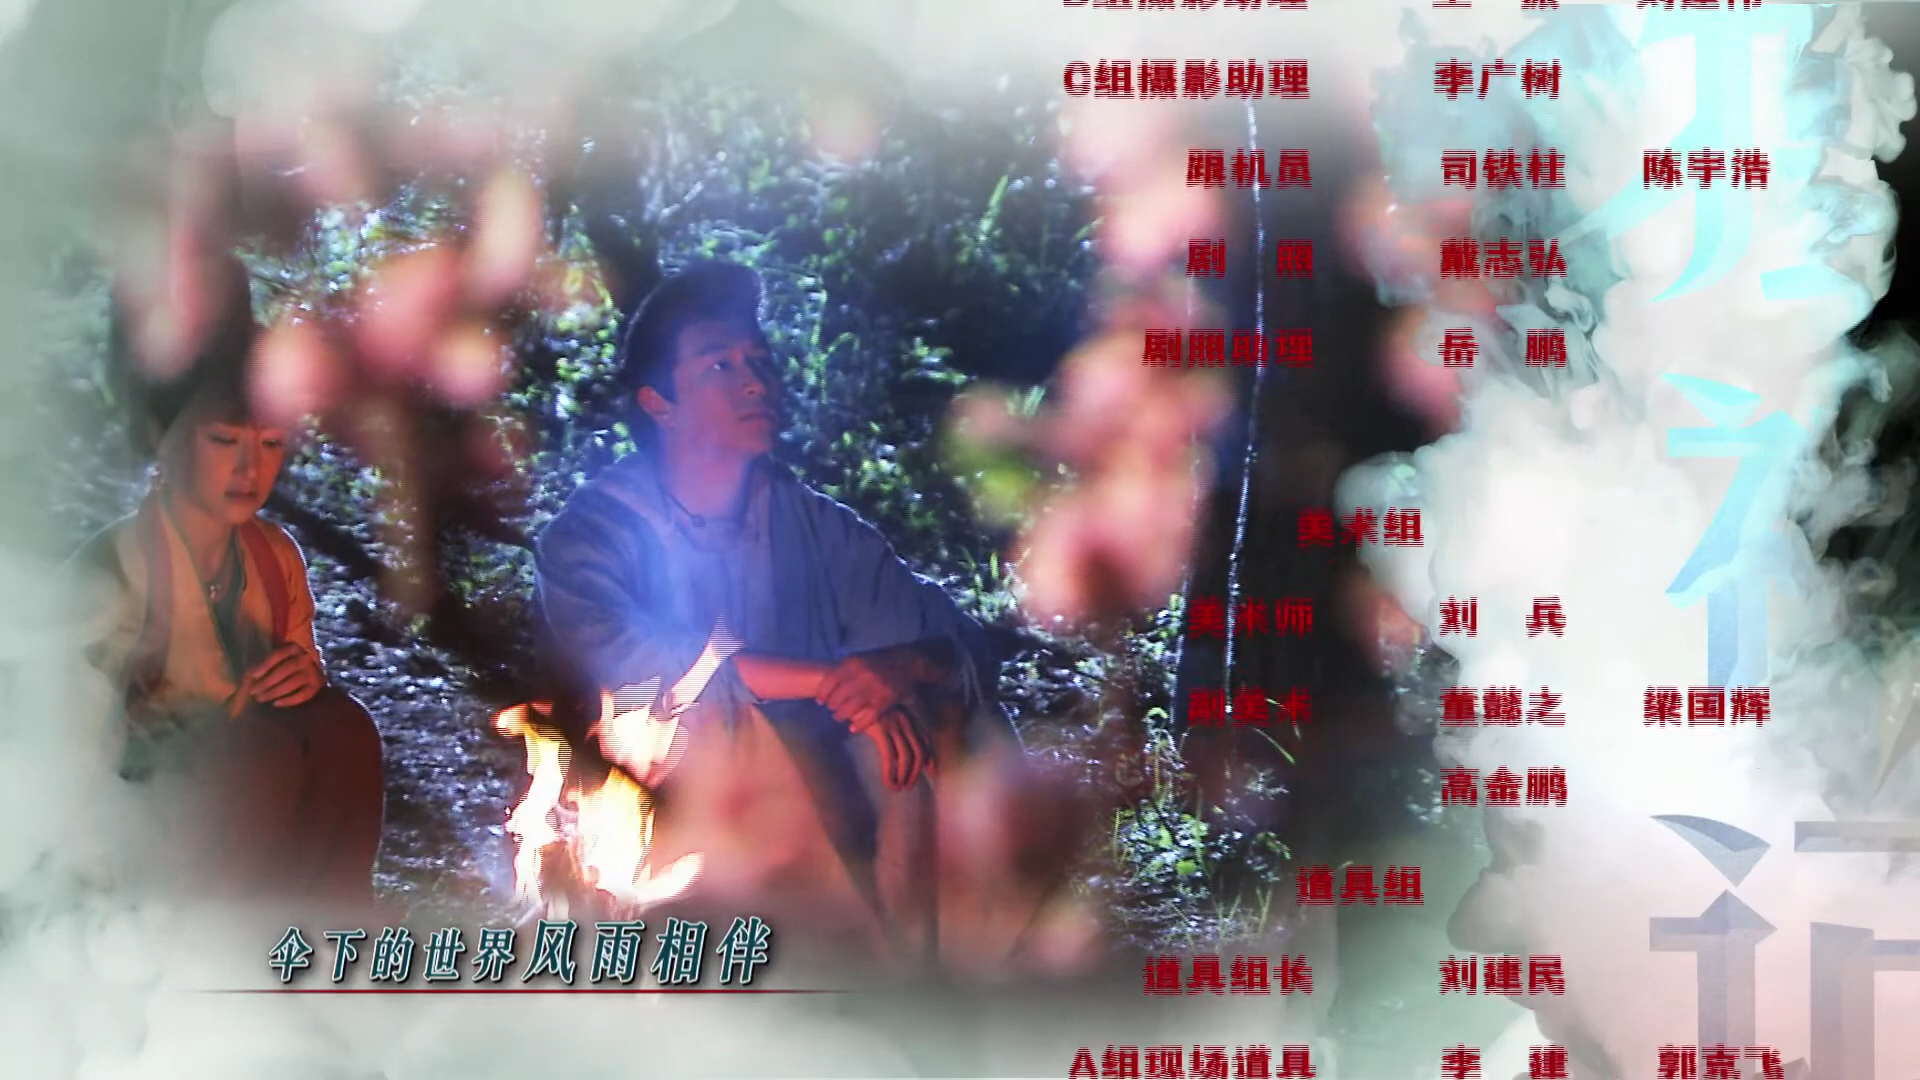 C组摄影助理 李广树
跟机员 司铁柱 陈宇浩
剧 照 戴志弘
剧照助理 岳 鹏
美术组
美术师 刘 兵
副美术 董懿之 梁国辉
高金鹏
道具组
道具组长 刘建民
A组现场道具 李 建 郭京飞
伞下的世界风雨相伴